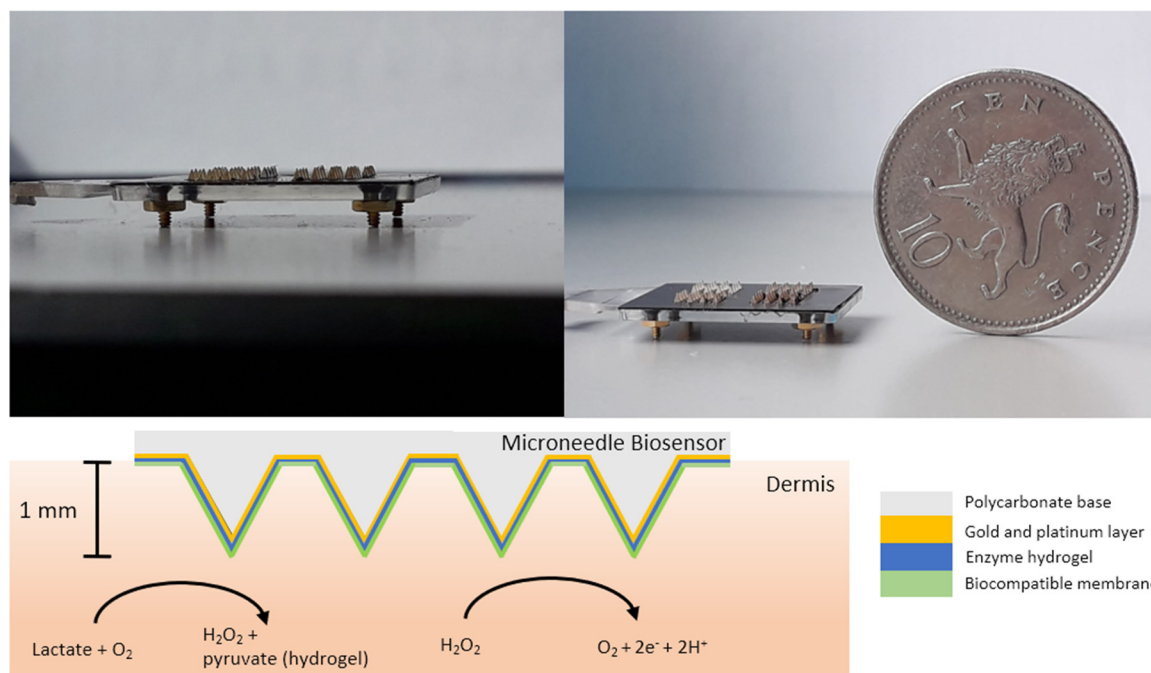 TEN PENCE
10
Microneedle Biosensor
Dermis
1 mm
Polycarbonate base
Gold and platinum layer
Enzyme hydrogel
Biocompatible membrane
Lactate + O₂
H₂O₂ +
pyruvate (hydrogel)
H₂O₂
O₂ + 2e⁻ + 2H⁺